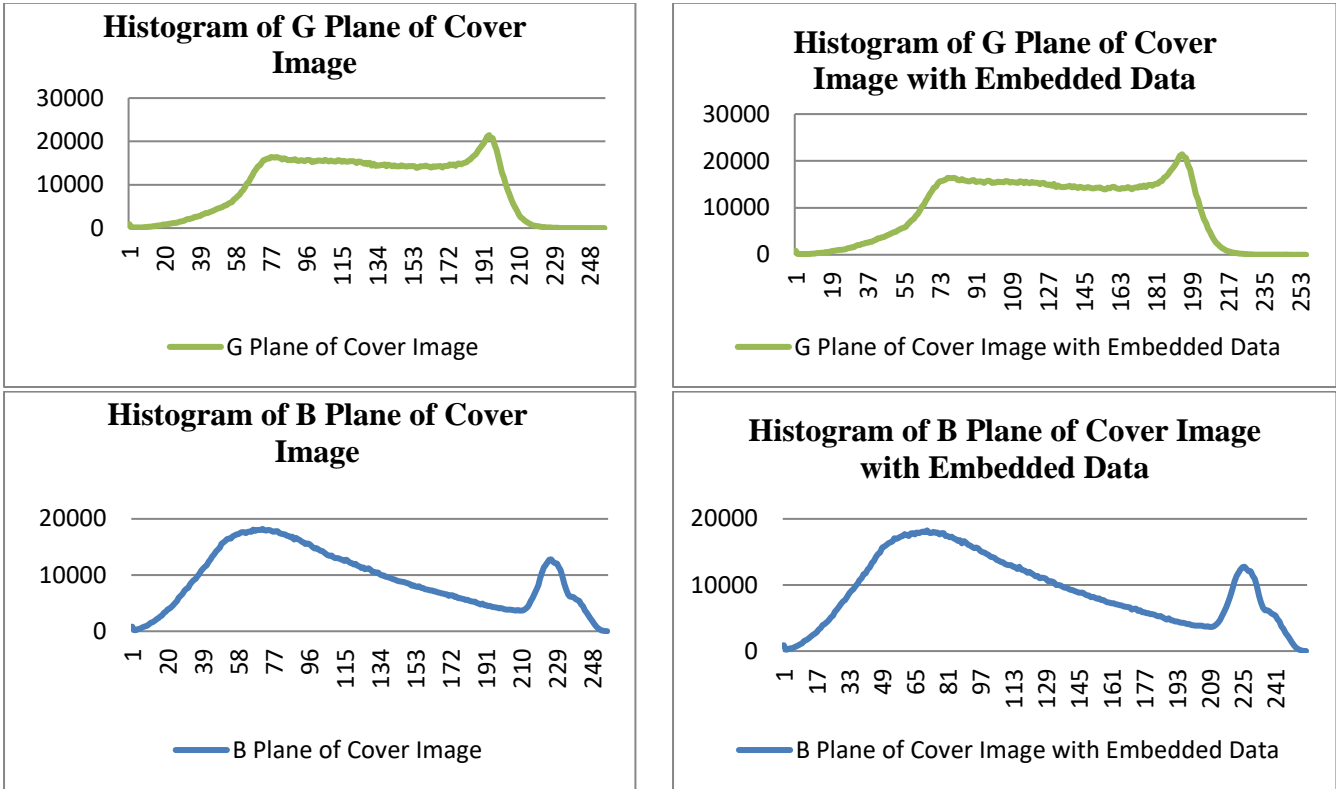 Histogram of G Plane of Cover
Image
30000
20000
10000
0
1 20 39 58 77 96 115 134 153 172 191 210 229 248
G Plane of Cover Image
Histogram of G Plane of Cover
Image with Embedded Data
30000
20000
10000
0
1 19 37 55 73 91 109 127 145 163 181 199 217 235 253
G Plane of Cover Image with Embedded Data
Histogram of B Plane of Cover
Image
20000
10000
0
1 20 39 58 77 96 115 134 153 172 191 210 229 248
B Plane of Cover Image
Histogram of B Plane of Cover Image
with Embedded Data
20000
10000
0
1 17 33 49 65 81 97 113 129 145 161 177 193 209 225 241
B Plane of Cover Image with Embedded Data